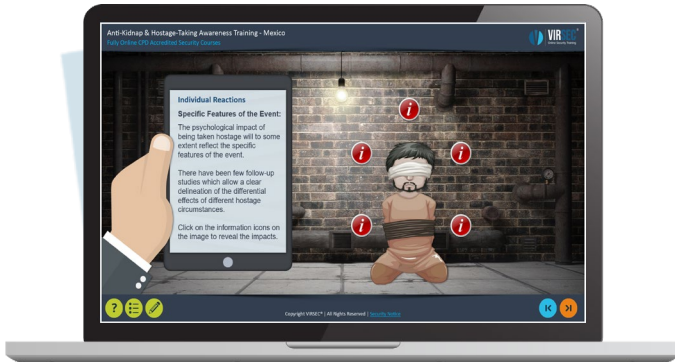 Anti-Kidnap & Hostage-Taking Awareness Training - Mexico
Fully Online CPD Accredited Security Courses
VIRSEC®
Online Security Training
Individual Reactions
Specific Features of the Event:
The psychological impact of
being taken hostage will to some
extent reflect the specific
features of the event.
There have been few follow-up
studies which allow a clear
delineation of the differential
effects of different hostage
circumstances.
Click on the information icons on
the image to reveal the impacts.
i
i
i
i
i
?
Copyright VIRSEC® | All Rights Reserved | Security Notice